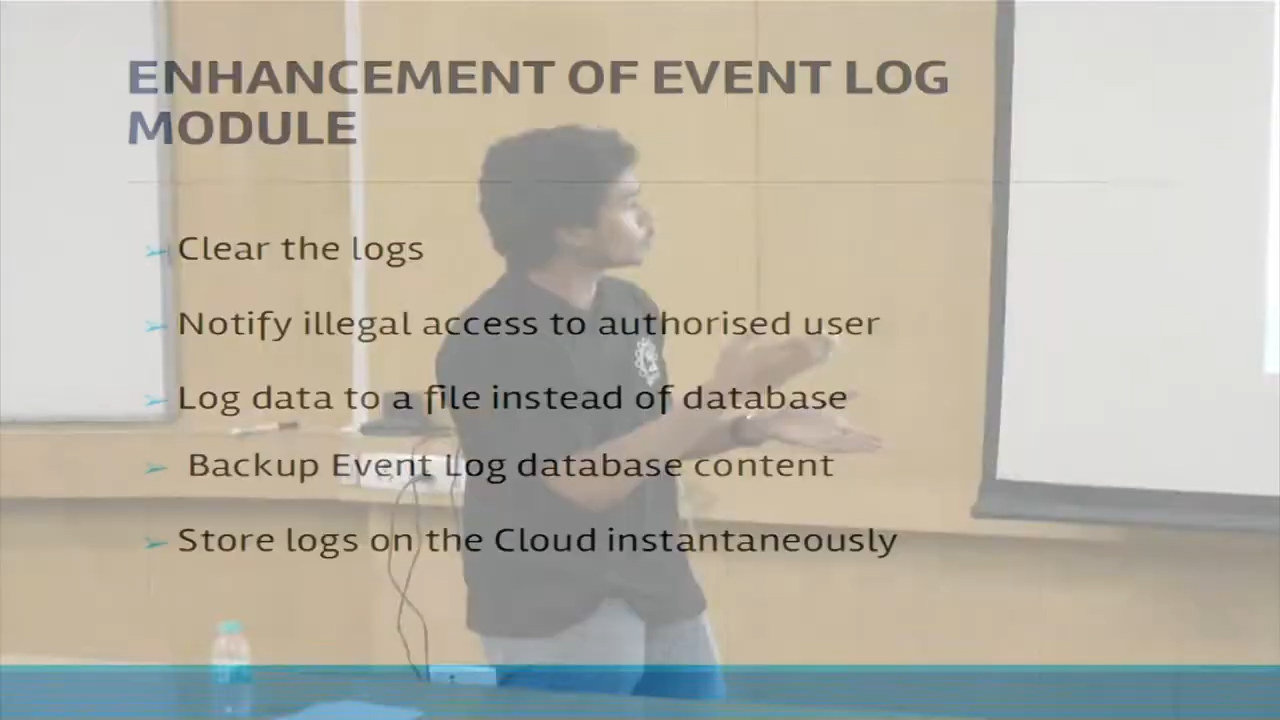 ENHANCEMENT OF EVENT LOG
MODULE
➢ Clear the logs
➢ Notify illegal access to authorised user
➢ Log data to a file instead of database
➢ Backup Event Log database content
➢ Store logs on the Cloud instantaneously